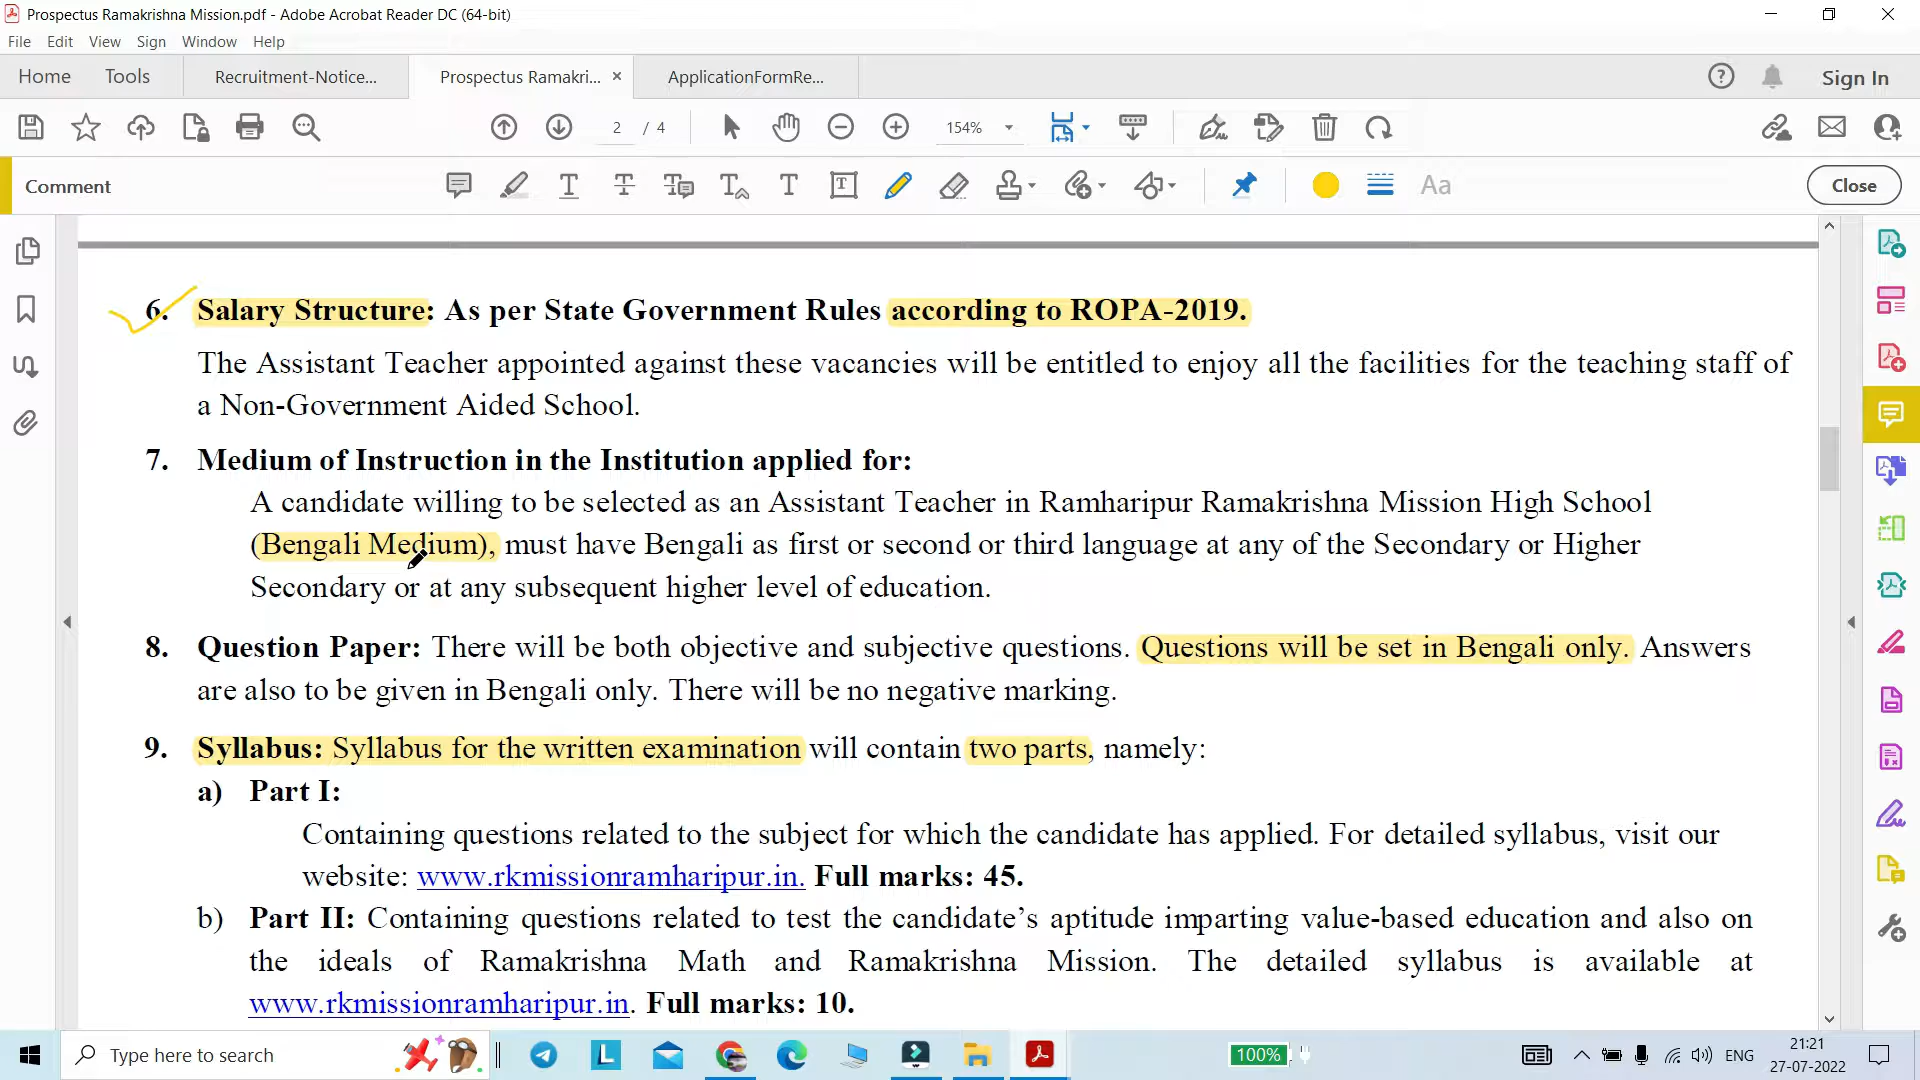 Prospectus Ramakrishna Mission.pdf - Adobe Acrobat Reader DC (64-bit)
File Edit View Sign Window Help
Home Tools Recruitment-Notice... Prospectus Ramakri... × ApplicationFormRe... Sign In
2 / 4 154%
Comment Aa Close
6. Salary Structure: As per State Government Rules according to ROPA-2019.
The Assistant Teacher appointed against these vacancies will be entitled to enjoy all the facilities for the teaching staff of
a Non-Government Aided School.
7. Medium of Instruction in the Institution applied for:
A candidate willing to be selected as an Assistant Teacher in Ramharipur Ramakrishna Mission High School
(Bengali Medium), must have Bengali as first or second or third language at any of the Secondary or Higher
Secondary or at any subsequent higher level of education.
8. Question Paper: There will be both objective and subjective questions. Questions will be set in Bengali only. Answers
are also to be given in Bengali only. There will be no negative marking.
9. Syllabus: Syllabus for the written examination will contain two parts, namely:
a) Part I:
Containing questions related to the subject for which the candidate has applied. For detailed syllabus, visit our
website: www.rkmissionramharipur.in. Full marks: 45.
b) Part II: Containing questions related to test the candidate’s aptitude imparting value-based education and also on
the ideals of Ramakrishna Math and Ramakrishna Mission. The detailed syllabus is available at
www.rkmissionramharipur.in. Full marks: 10.
Type here to search L 100% ENG 21:21
27-07-2022